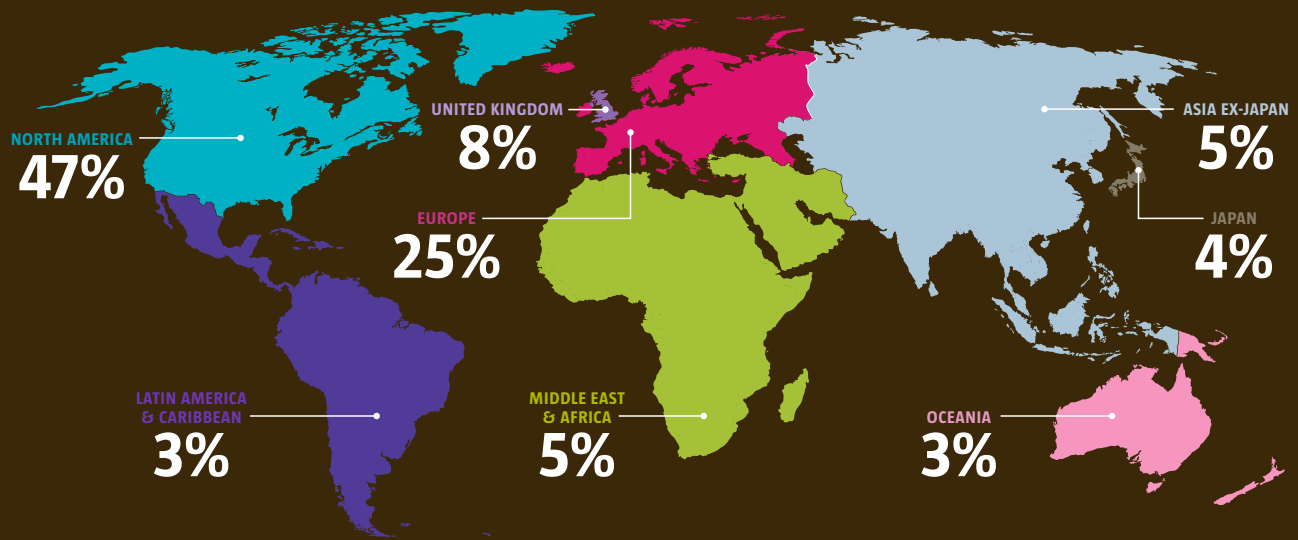 NORTH AMERICA
47%
UNITED KINGDOM
8%
EUROPE
25%
ASIA EX-JAPAN
5%
JAPAN
4%
LATIN AMERICA
& CARIBBEAN
3%
MIDDLE EAST
& AFRICA
5%
OCEANIA
3%